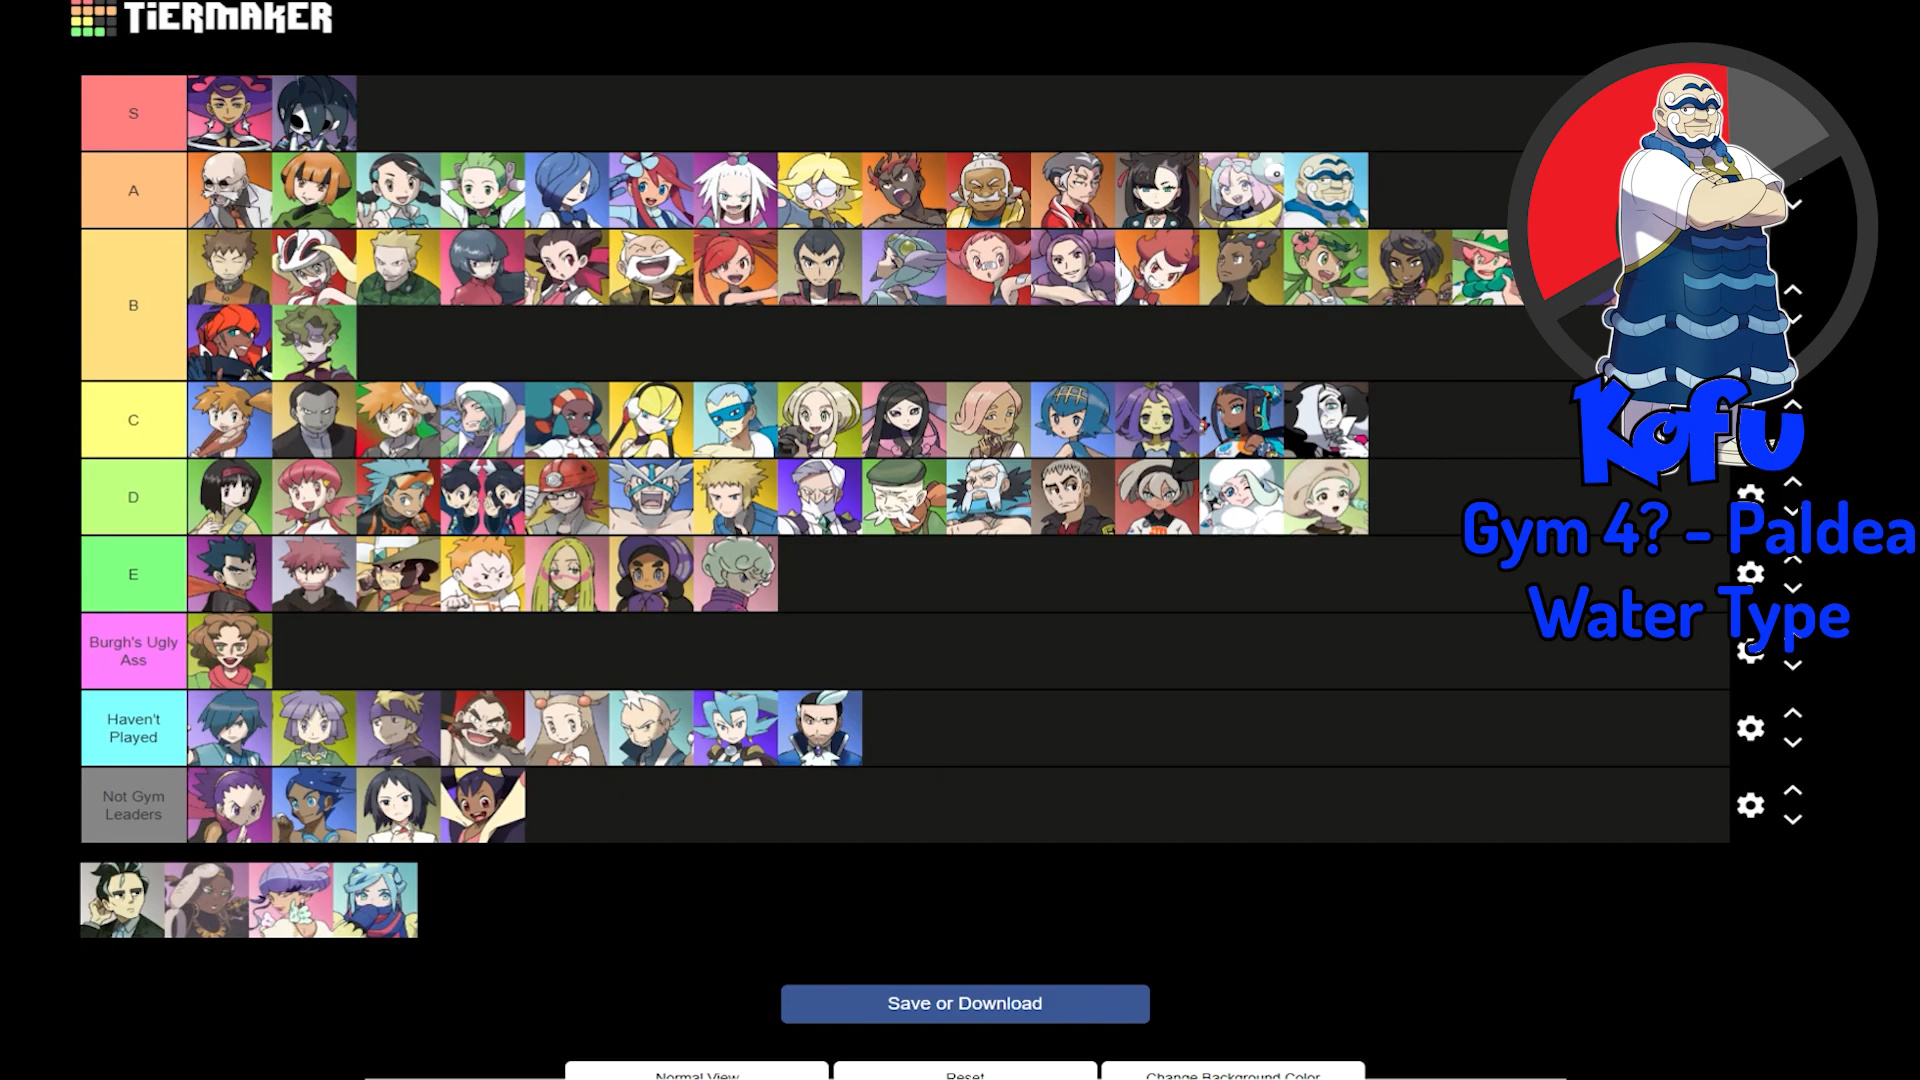 TiERMAKER
S
A
B
C
D
E
Burgh's Ugly
Ass
Haven't
Played
Not Gym
Leaders
Kofu
Gym 4? - Paldea
Water Type
Save or Download
Normal View
Reset
Change Background Color